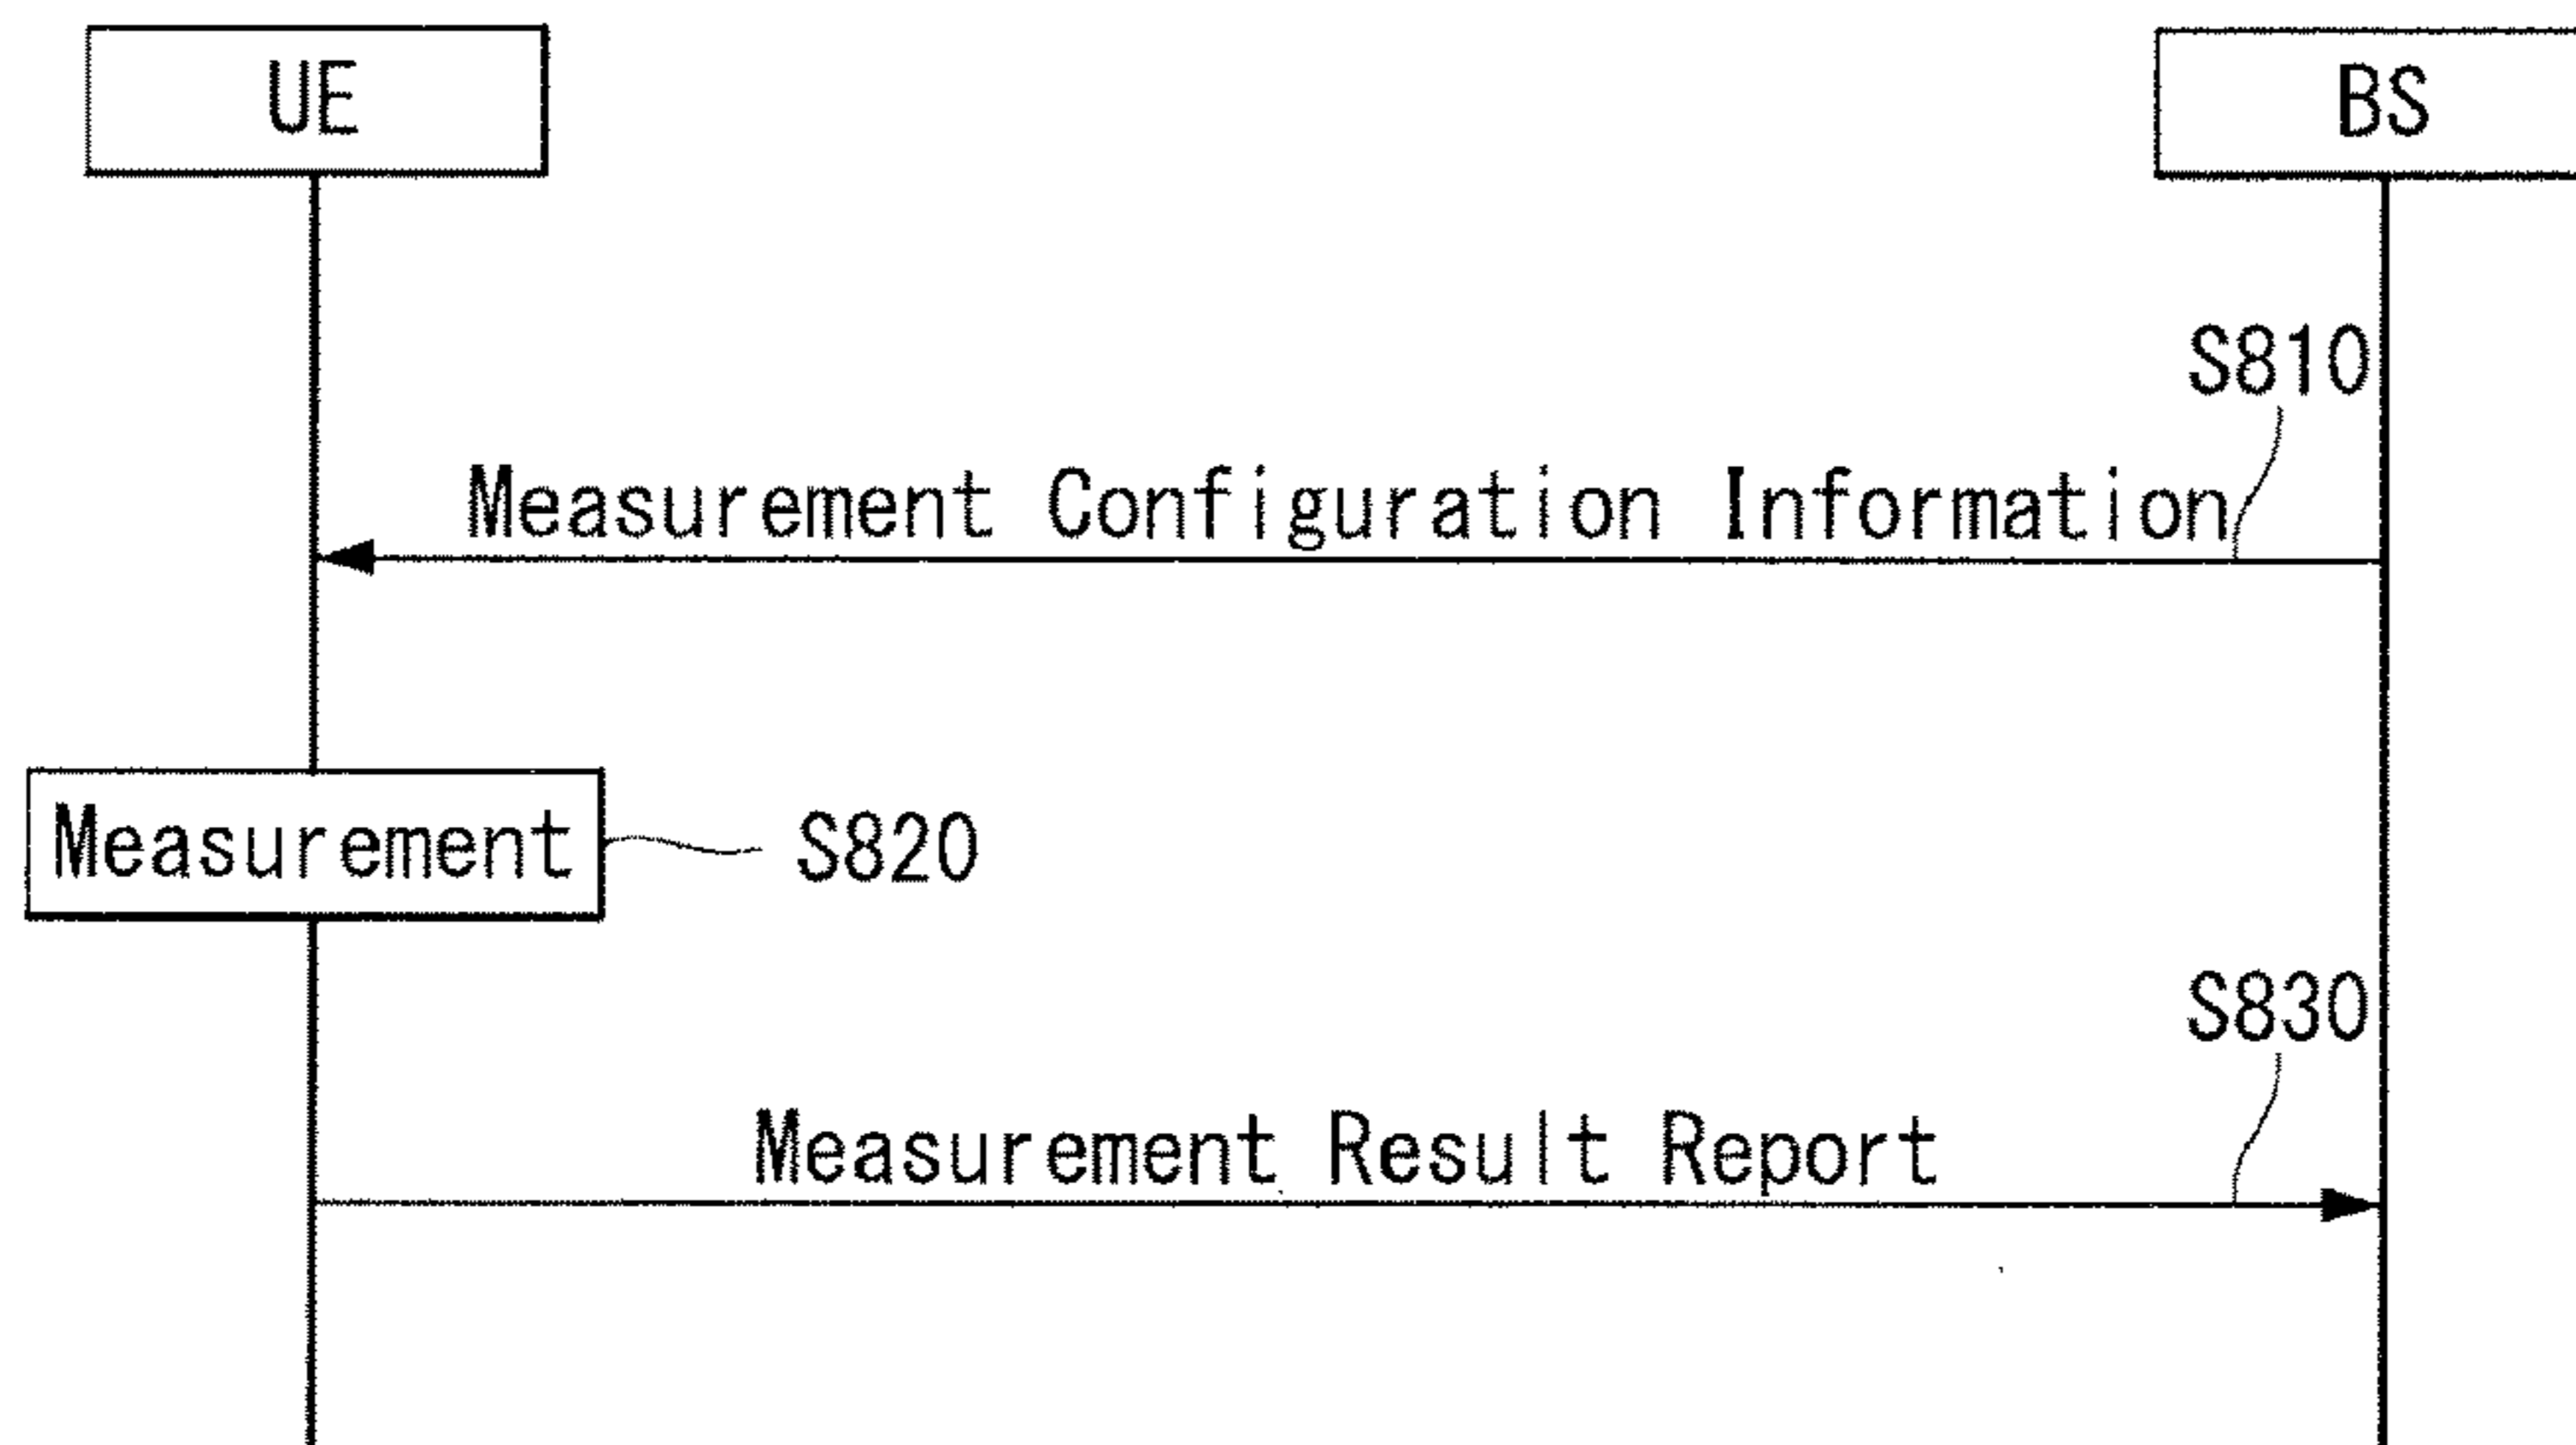 UE
BS
S810
Measurement Configuration Information
Measurement
S820
S830
Measurement Result Report